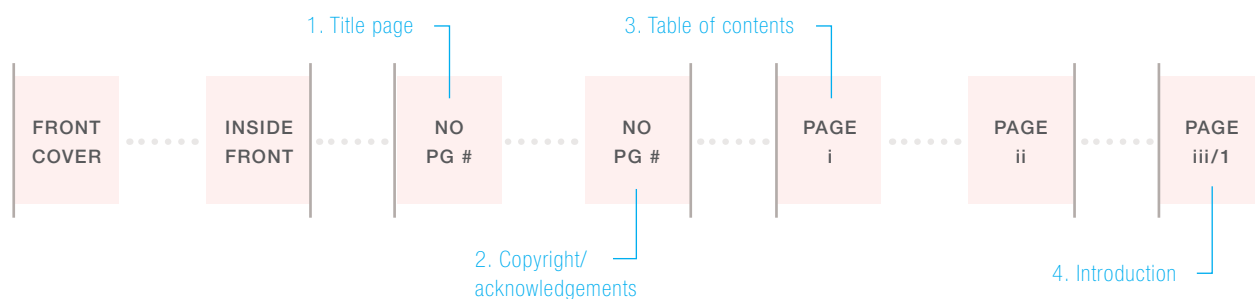 1. Title page
3. Table of contents
FRONT
COVER
INSIDE
FRONT
NO
PG #
NO
PG #
PAGE
i
PAGE
ii
PAGE
iii/1
2. Copyright/
acknowledgements
4. Introduction